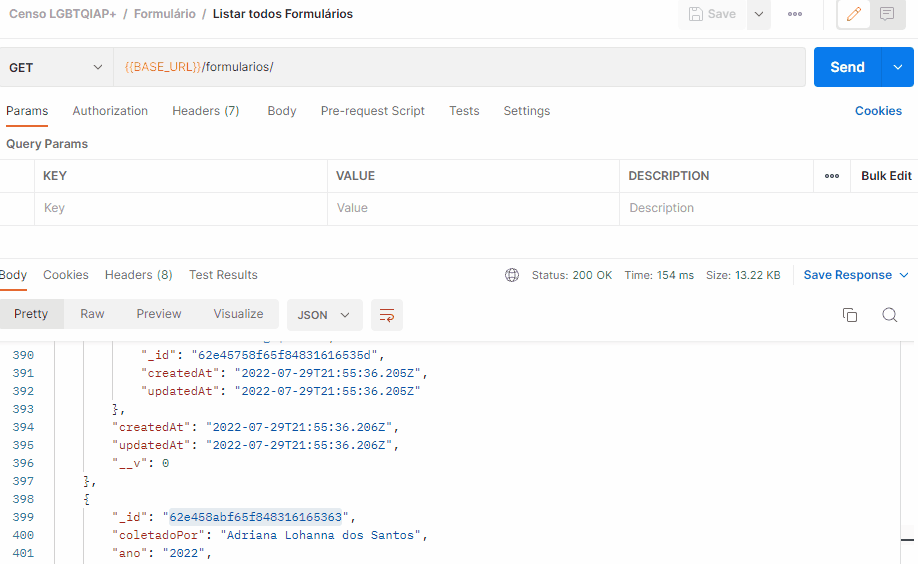 Censo LGBTQIAP+ / Formulário / Listar todos Formulários Save
GET {{BASE_URL}}/formularios/ Send
Params Authorization Headers (7) Body Pre-request Script Tests Settings Cookies
Query Params
KEY VALUE DESCRIPTION Bulk Edit
Key Value Description
Body Cookies Headers (8) Test Results Status: 200 OK Time: 154 ms Size: 13.22 KB Save Response
Pretty Raw Preview Visualize JSON
390 "_id": "62e45758f65f84831616535d",
391 "createdAt": "2022-07-29T21:55:36.205Z",
392 "updatedAt": "2022-07-29T21:55:36.205Z"
393 },
394 "createdAt": "2022-07-29T21:55:36.206Z",
395 "updatedAt": "2022-07-29T21:55:36.206Z",
396 "__v": 0
397 },
398 {
399 "_id": "62e458abf65f848316165363",
400 "coletadoPor": "Adriana Lohanna dos Santos",
401 "ano": "2022",